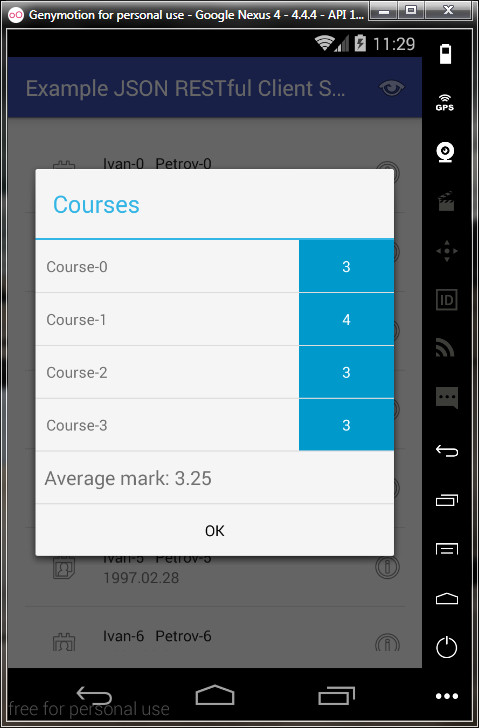 Genymotion for personal use - Google Nexus 4 - 4.4.4 - API 1...
11:29
GPS
Example JSON RESTful Client S...
Ivan-0 Petrov-0
Courses
Course-0 3
Course-1 4
Course-2 3
Course-3 3
Average mark: 3.25
OK
ID
Ivan-5 Petrov-5
1997.02.28
Ivan-6 Petrov-6
free for personal use